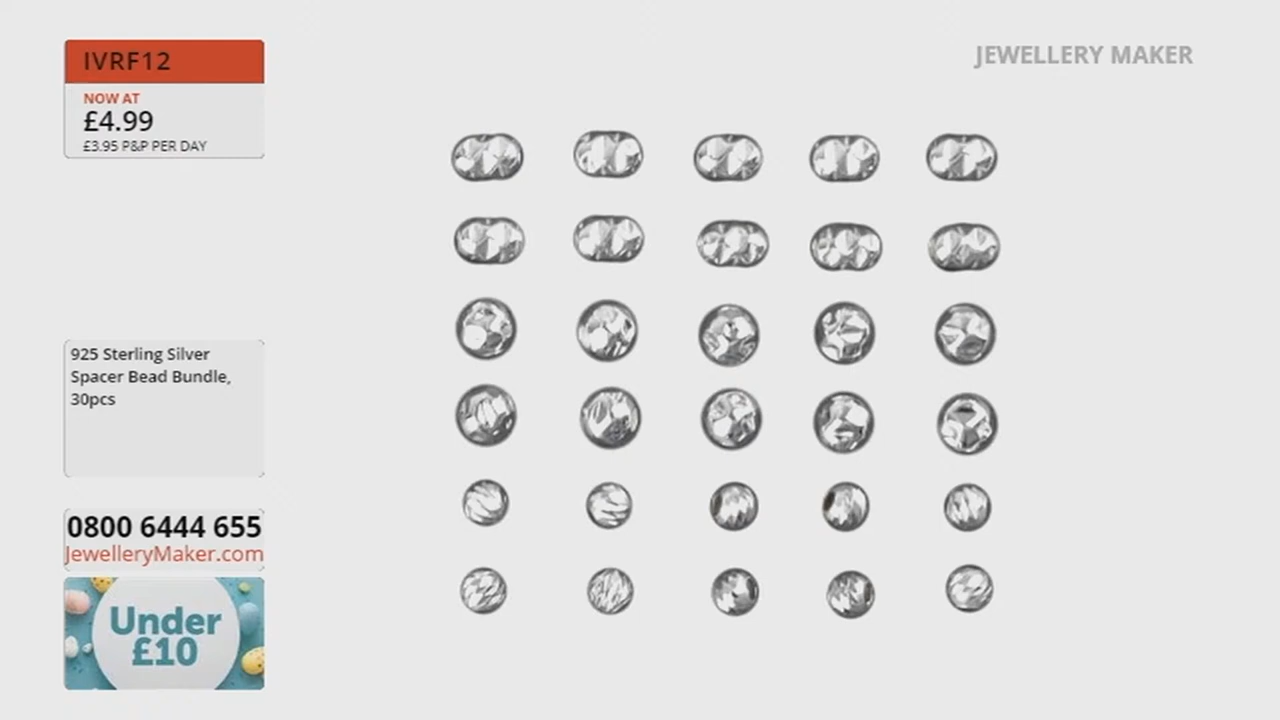 IVRF12
NOW AT
£4.99
£3.95 P&P PER DAY
JEWELLERY MAKER
925 Sterling Silver
Spacer Bead Bundle,
30pcs
0800 6444 655
JewelleryMaker.com
Under
£10